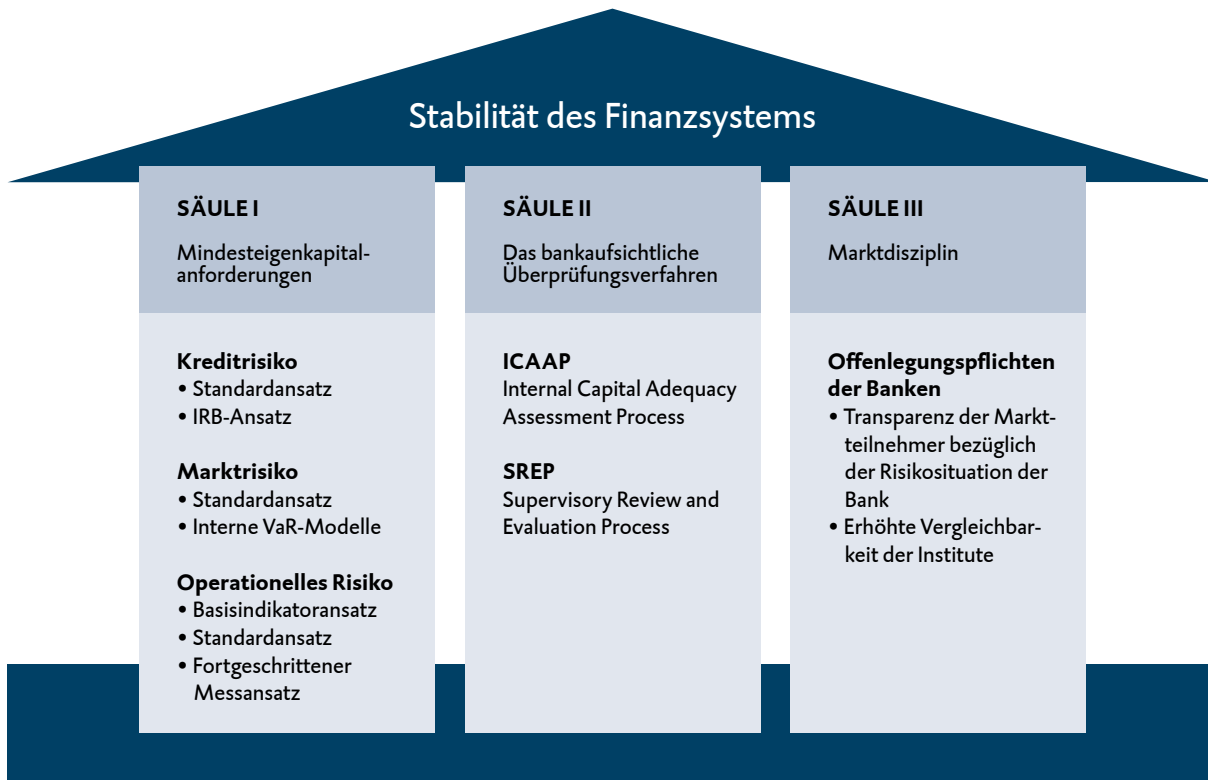 Stabilität des Finanzsystems
SÄULE I
Mindesteigenkapital-
anforderungen
Kreditrisiko
• Standardansatz
• IRB-Ansatz
Marktrisiko
• Standardansatz
• Interne VaR-Modelle
Operationelles Risiko
• Basisindikatoransatz
• Standardansatz
• Fortgeschrittener
Messansatz
SÄULE II
Das bankaufsichtliche
Überprüfungsverfahren
ICAAP
Internal Capital Adequacy
Assessment Process
SREP
Supervisory Review and
Evaluation Process
SÄULE III
Marktdisziplin
Offenlegungspflichten
der Banken
• Transparenz der Markt-
teilnehmer bezüglich
der Risikosituation der
Bank
• Erhöhte Vergleichbar-
keit der Institute